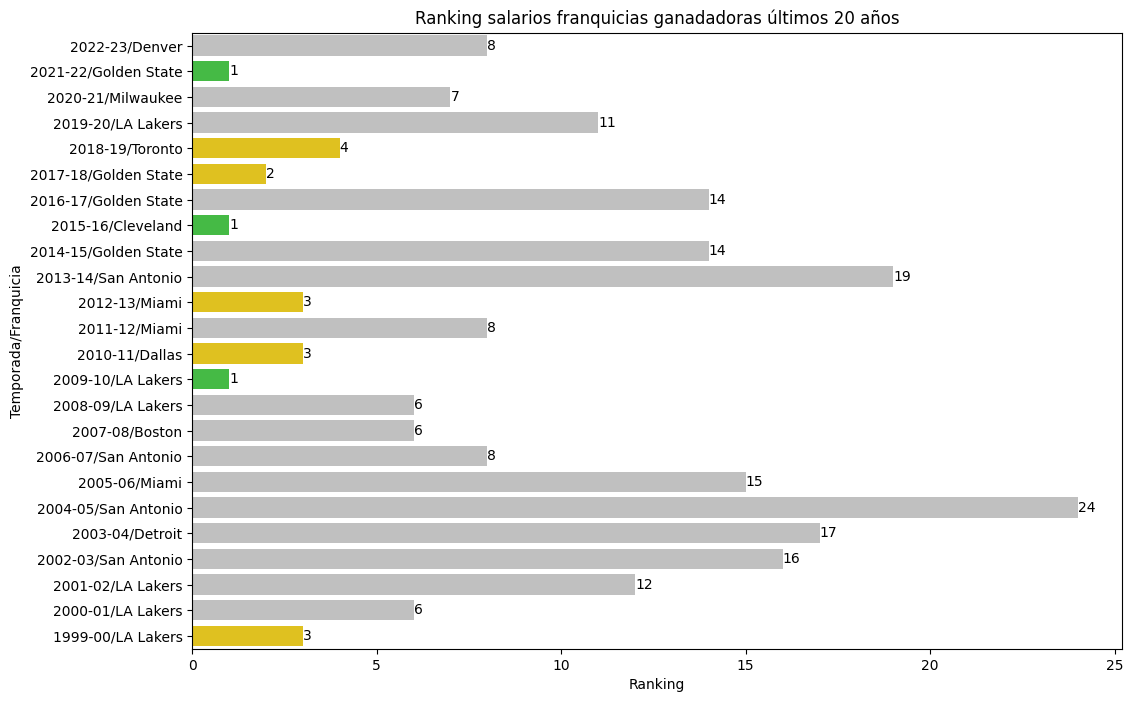 Ranking salarios franquicias ganadadoras últimos 20 años
Temporada/Franquicia
2022-23/Denver 8
2021-22/Golden State 1
2020-21/Milwaukee 7
2019-20/LA Lakers 11
2018-19/Toronto 4
2017-18/Golden State 2
2016-17/Golden State 14
2015-16/Cleveland 1
2014-15/Golden State 14
2013-14/San Antonio 19
2012-13/Miami 3
2011-12/Miami 8
2010-11/Dallas 3
2009-10/LA Lakers 1
2008-09/LA Lakers 6
2007-08/Boston 6
2006-07/San Antonio 8
2005-06/Miami 15
2004-05/San Antonio 24
2003-04/Detroit 17
2002-03/San Antonio 16
2001-02/LA Lakers 12
2000-01/LA Lakers 6
1999-00/LA Lakers 3
0 5 10 15 20 25
Ranking